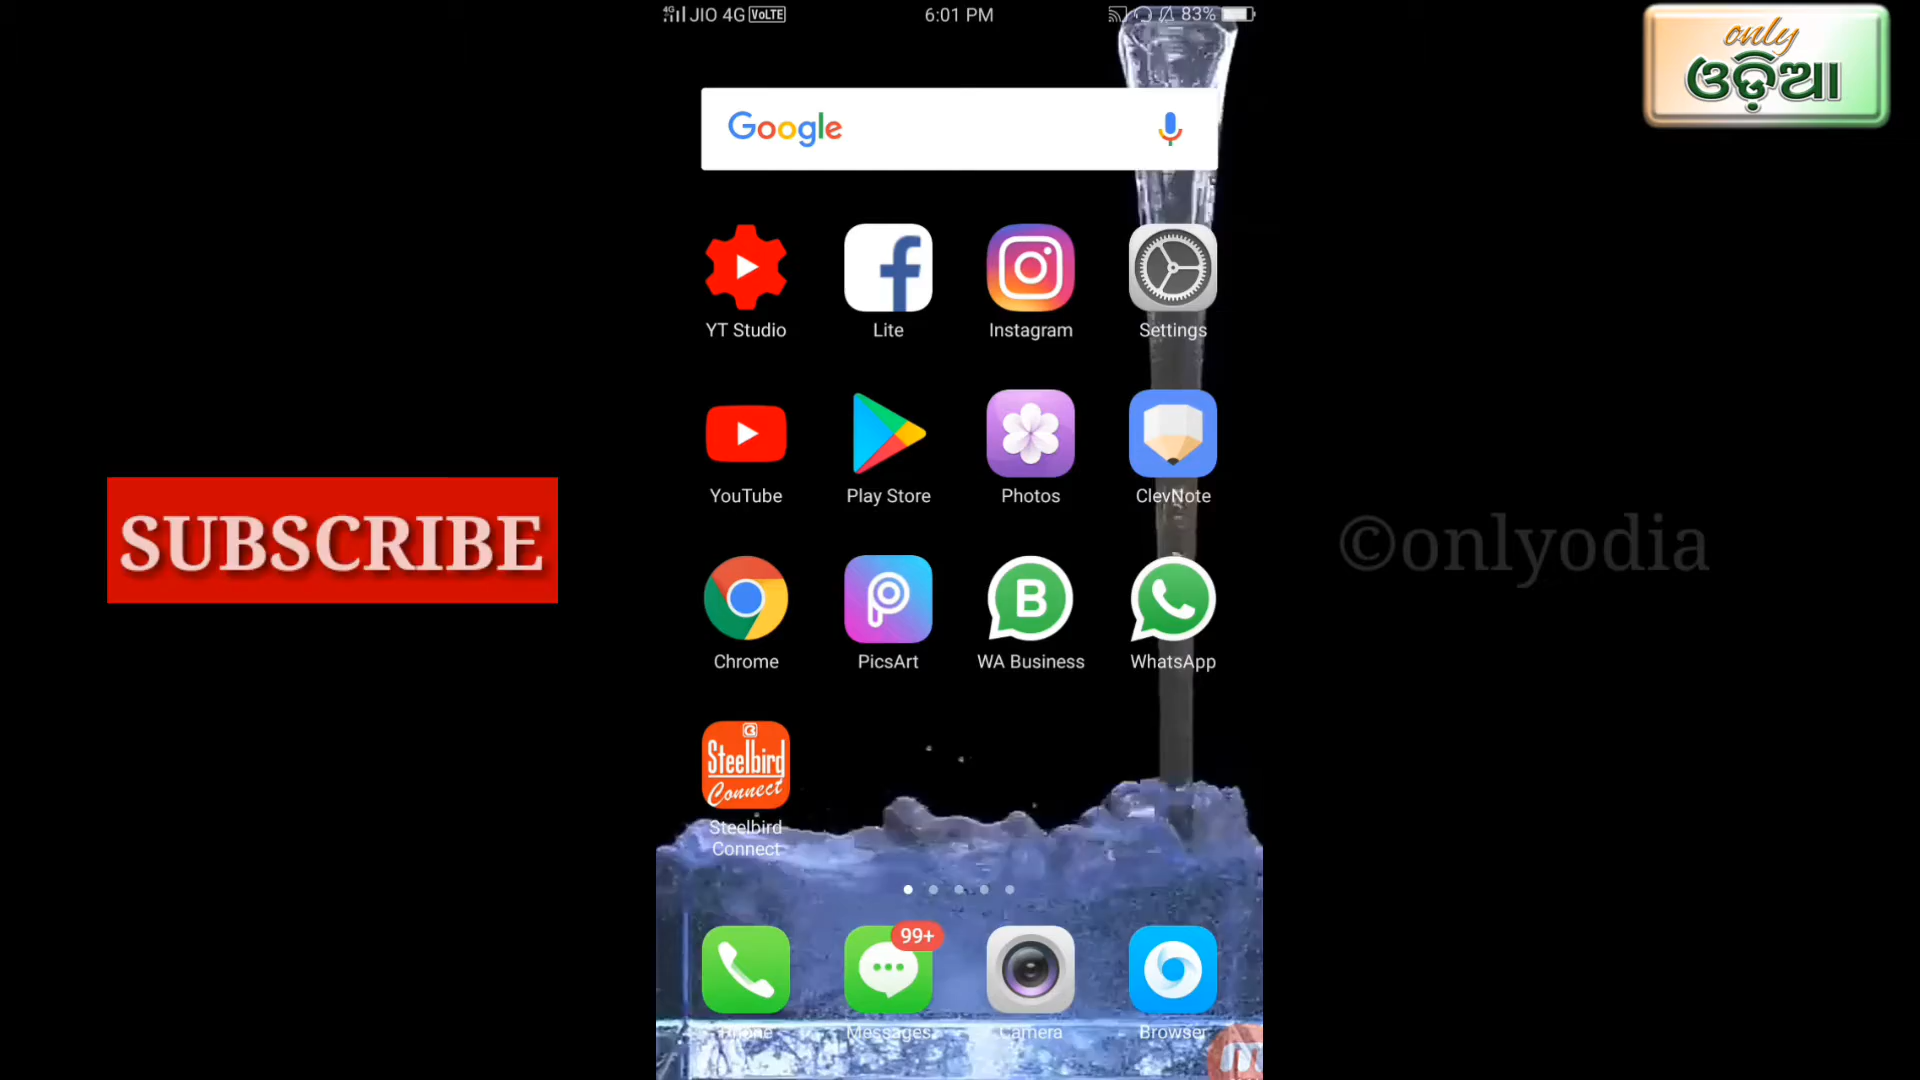 JIO 4G VoLTE 6:01 PM 83%
only
ଓଡ଼ିଆ
Google
YT Studio Lite Instagram Settings
YouTube Play Store Photos ClevNote
SUBSCRIBE
©onlyodia
Chrome PicsArt WA Business WhatsApp
Steelbird
Connect
Steelbird
Connect
99+
Phone Messages Camera Browser